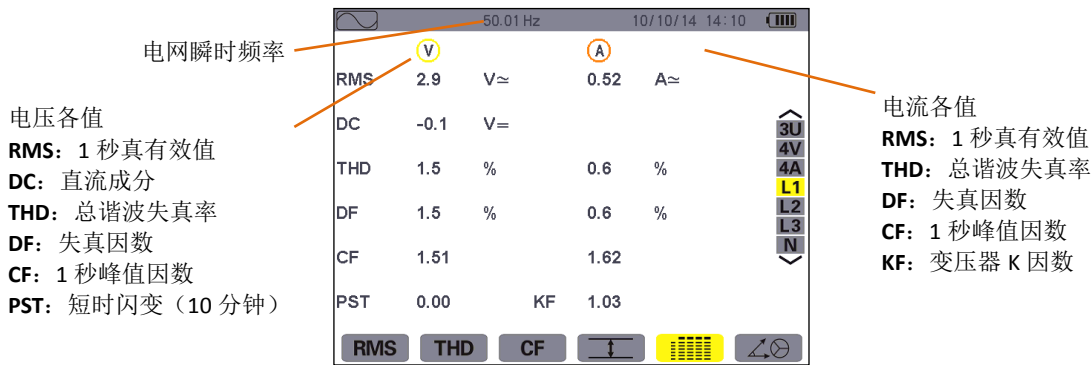 50.01 Hz 10/10/14 14:10
电网瞬时频率
V A
RMS 2.9 V≃ 0.52 A≃
DC -0.1 V=
THD 1.5 % 0.6 %
DF 1.5 % 0.6 %
CF 1.51 1.62
PST 0.00 KF 1.03
3U
4V
4A
L1
L2
L3
N
RMS THD CF
电压各值
RMS：1 秒真有效值
DC：直流成分
THD：总谐波失真率
DF：失真因数
CF：1 秒峰值因数
PST：短时闪变（10 分钟）
电流各值
RMS：1 秒真有效值
THD：总谐波失真率
DF：失真因数
CF：1 秒峰值因数
KF：变压器 K 因数